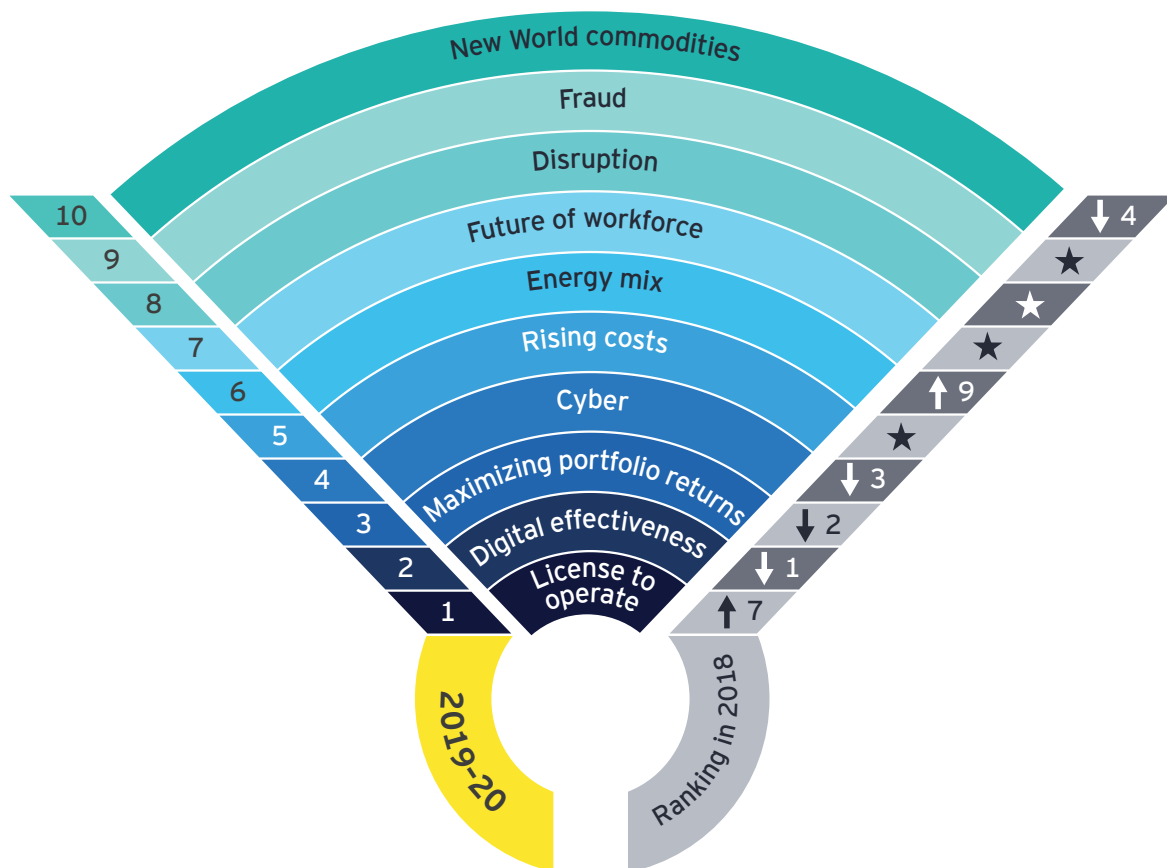 New World commodities
Fraud
Disruption
Future of workforce
Energy mix
Rising costs
Cyber
Maximizing portfolio returns
Digital effectiveness
License to
operate
10
9
8
7
6
5
4
3
2
1
2019-20
4
9
3
2
1
7
Ranking in 2018